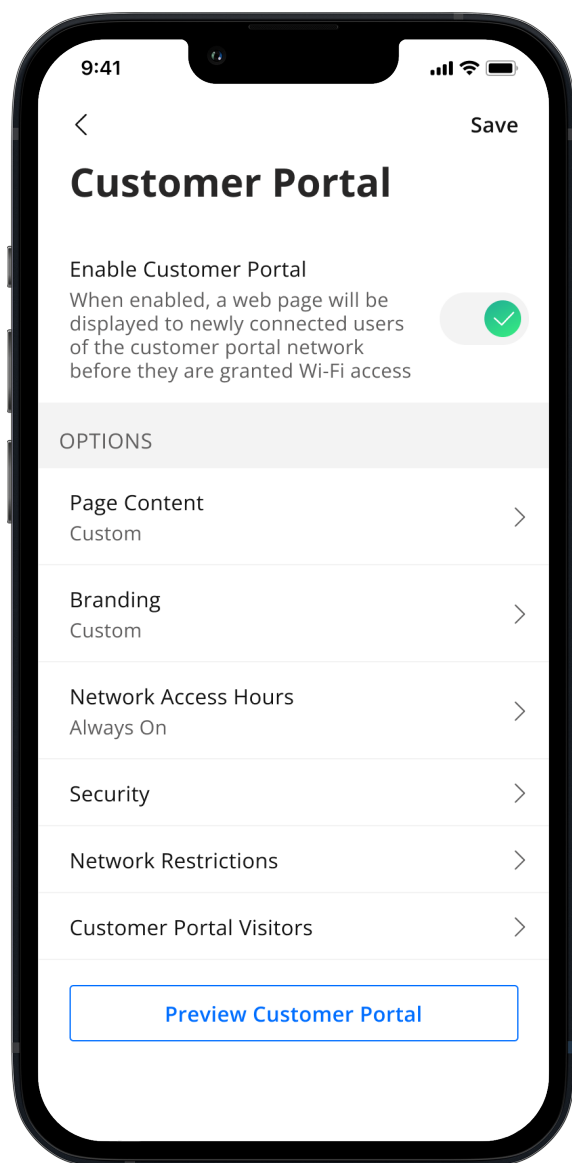 9:41
Save
Customer Portal
Enable Customer Portal
When enabled, a web page will be
displayed to newly connected users
of the customer portal network
before they are granted Wi-Fi access
OPTIONS
Page Content
Custom
Branding
Custom
Network Access Hours
Always On
Security
Network Restrictions
Customer Portal Visitors
Preview Customer Portal